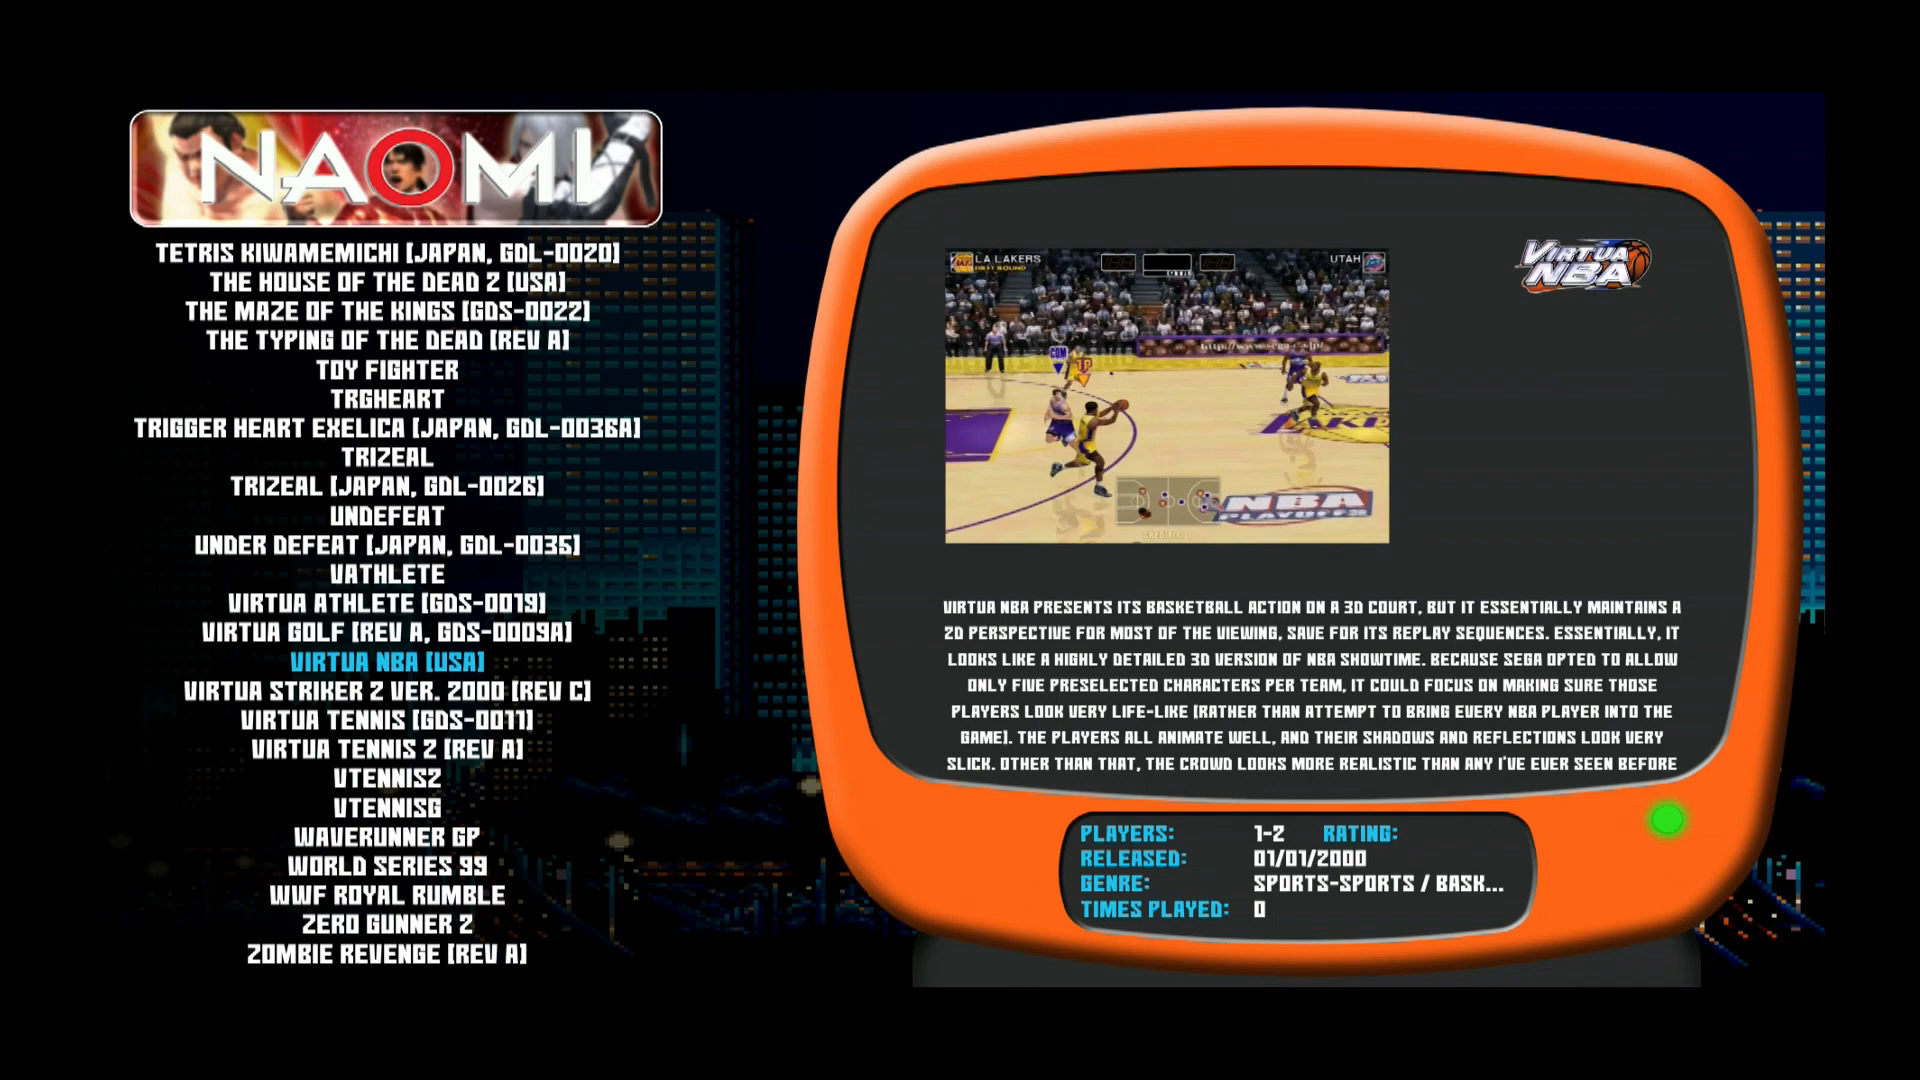 NAOMI
TETRIS KIWAMEMICHI [JAPAN, GDL-0020]
THE HOUSE OF THE DEAD 2 [USA]
THE MAZE OF THE KINGS [GDS-0022]
THE TYPING OF THE DEAD [REV A]
TOY FIGHTER
TRGHEART
TRIGGER HEART EXELICA [JAPAN, GDL-0036A]
TRIZEAL
TRIZEAL [JAPAN, GDL-0026]
UNDEFEAT
UNDER DEFEAT [JAPAN, GDL-0035]
VATHLETE
VIRTUA ATHLETE [GDS-0019]
VIRTUA GOLF [REV A, GDS-0009A]
VIRTUA NBA [USA]
VIRTUA STRIKER 2 VER. 2000 [REV C]
VIRTUA TENNIS [GDS-0011]
VIRTUA TENNIS 2 [REV A]
VTENNIS2
VTENNISG
WAVERUNNER GP
WORLD SERIES 99
WWF ROYAL RUMBLE
ZERO GUNNER 2
ZOMBIE REVENGE [REV A]
LA LAKERS
FIRST ROUND
UTAH
COM
1P
NBA
PLAYOFFS
VIRTUA
NBA
VIRTUA NBA PRESENTS ITS BASKETBALL ACTION ON A 3D COURT, BUT IT ESSENTIALLY MAINTAINS A
2D PERSPECTIVE FOR MOST OF THE VIEWING, SAVE FOR ITS REPLAY SEQUENCES. ESSENTIALLY, IT
LOOKS LIKE A HIGHLY DETAILED 3D VERSION OF NBA SHOWTIME. BECAUSE SEGA OPTED TO ALLOW
ONLY FIVE PRESELECTED CHARACTERS PER TEAM, IT COULD FOCUS ON MAKING SURE THOSE
PLAYERS LOOK VERY LIFE-LIKE [RATHER THAN ATTEMPT TO BRING EVERY NBA PLAYER INTO THE
GAME]. THE PLAYERS ALL ANIMATE WELL, AND THEIR SHADOWS AND REFLECTIONS LOOK VERY
SLICK. OTHER THAN THAT, THE CROWD LOOKS MORE REALISTIC THAN ANY I'VE EVER SEEN BEFORE
PLAYERS: 1-2 RATING:
RELEASED: 01/01/2000
GENRE: SPORTS-SPORTS / BASK...
TIMES PLAYED: 0